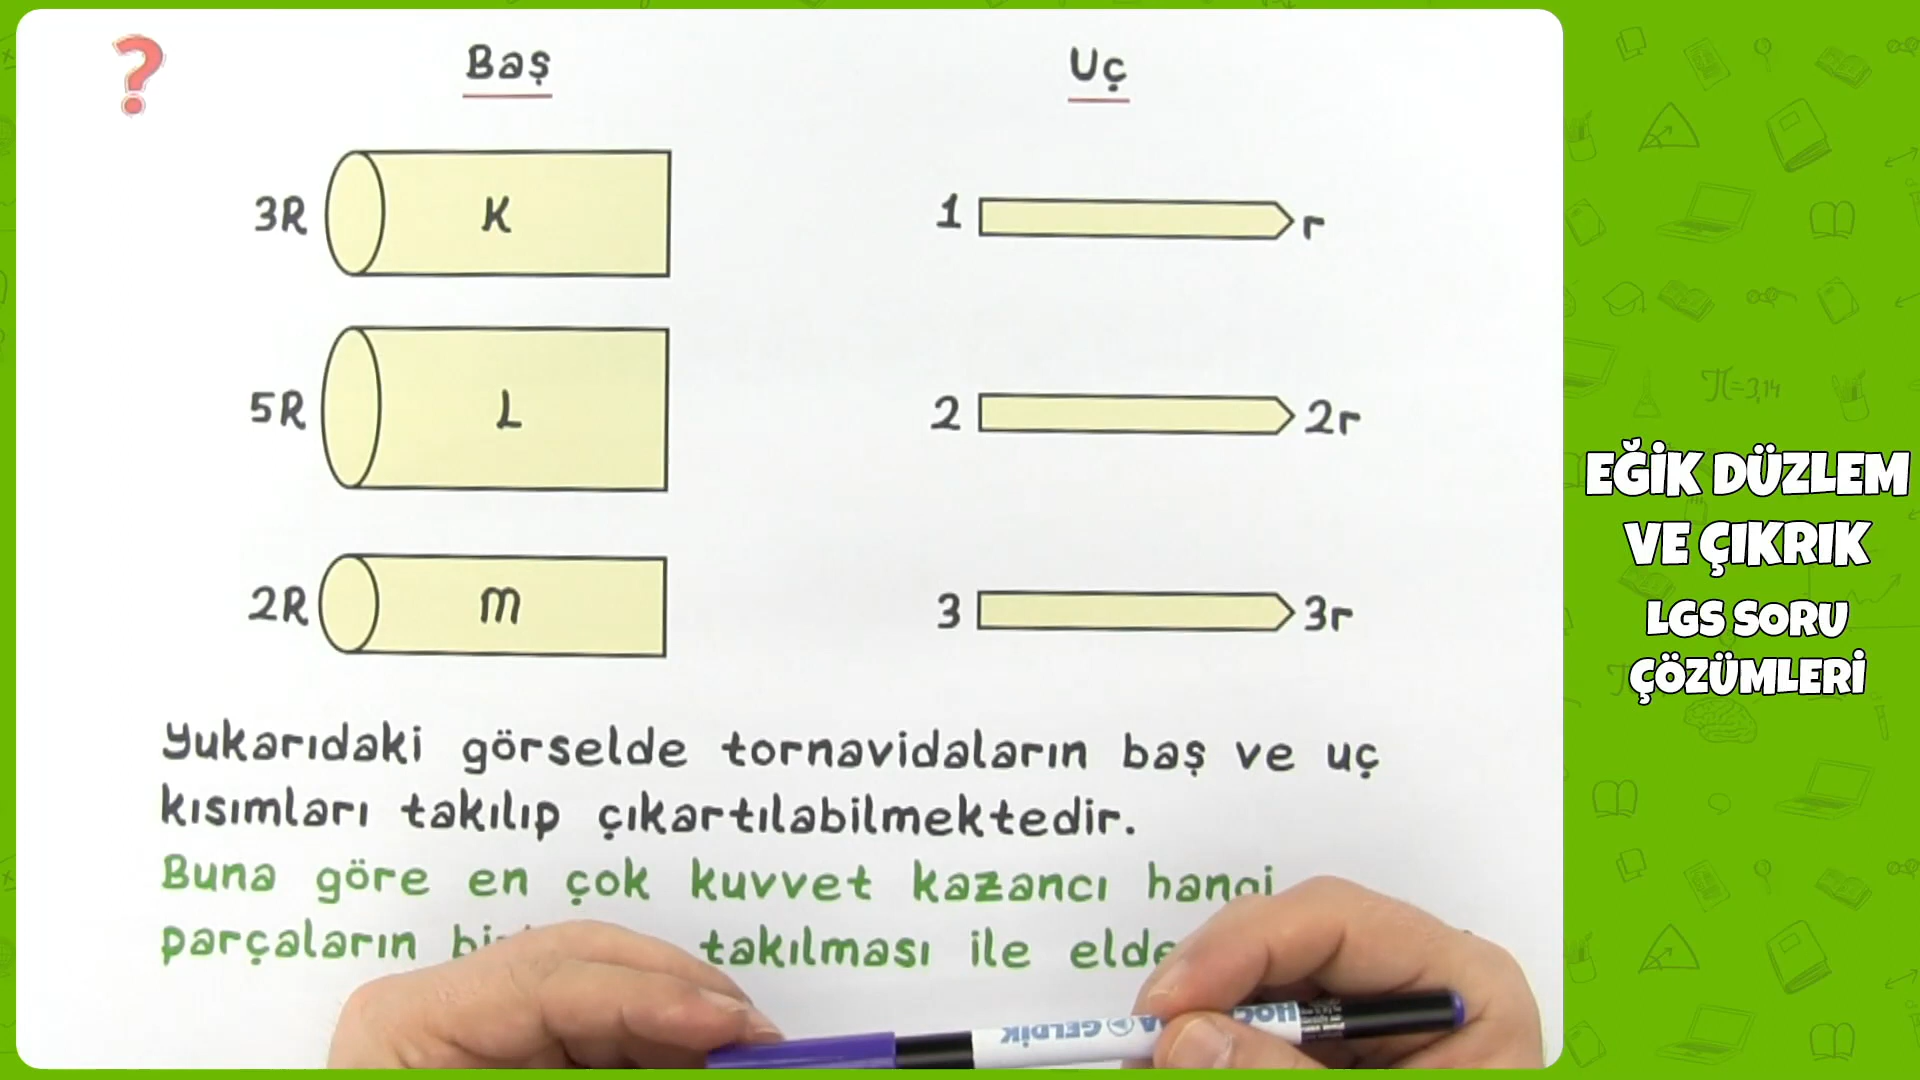 Baş Uç
3R K 1 r
5R L 2 2r
2R M 3 3r
Yukarıdaki görselde tornavidaların baş ve uç
kısımları takılıp çıkartılabilmektedir.
Buna göre en çok kuvvet kazancı hangi
parçaların takılması ile elde
GELDİK
EĞİK DÜZLEM
VE ÇIKRIK
LGS SORU
ÇÖZÜMLERİ
π=3,14